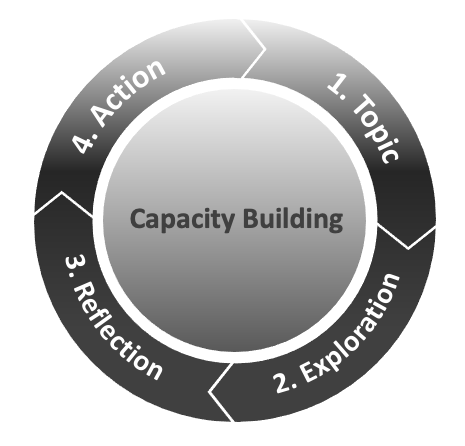 1. Topic
2. Exploration
3. Reflection
4. Action
Capacity Building